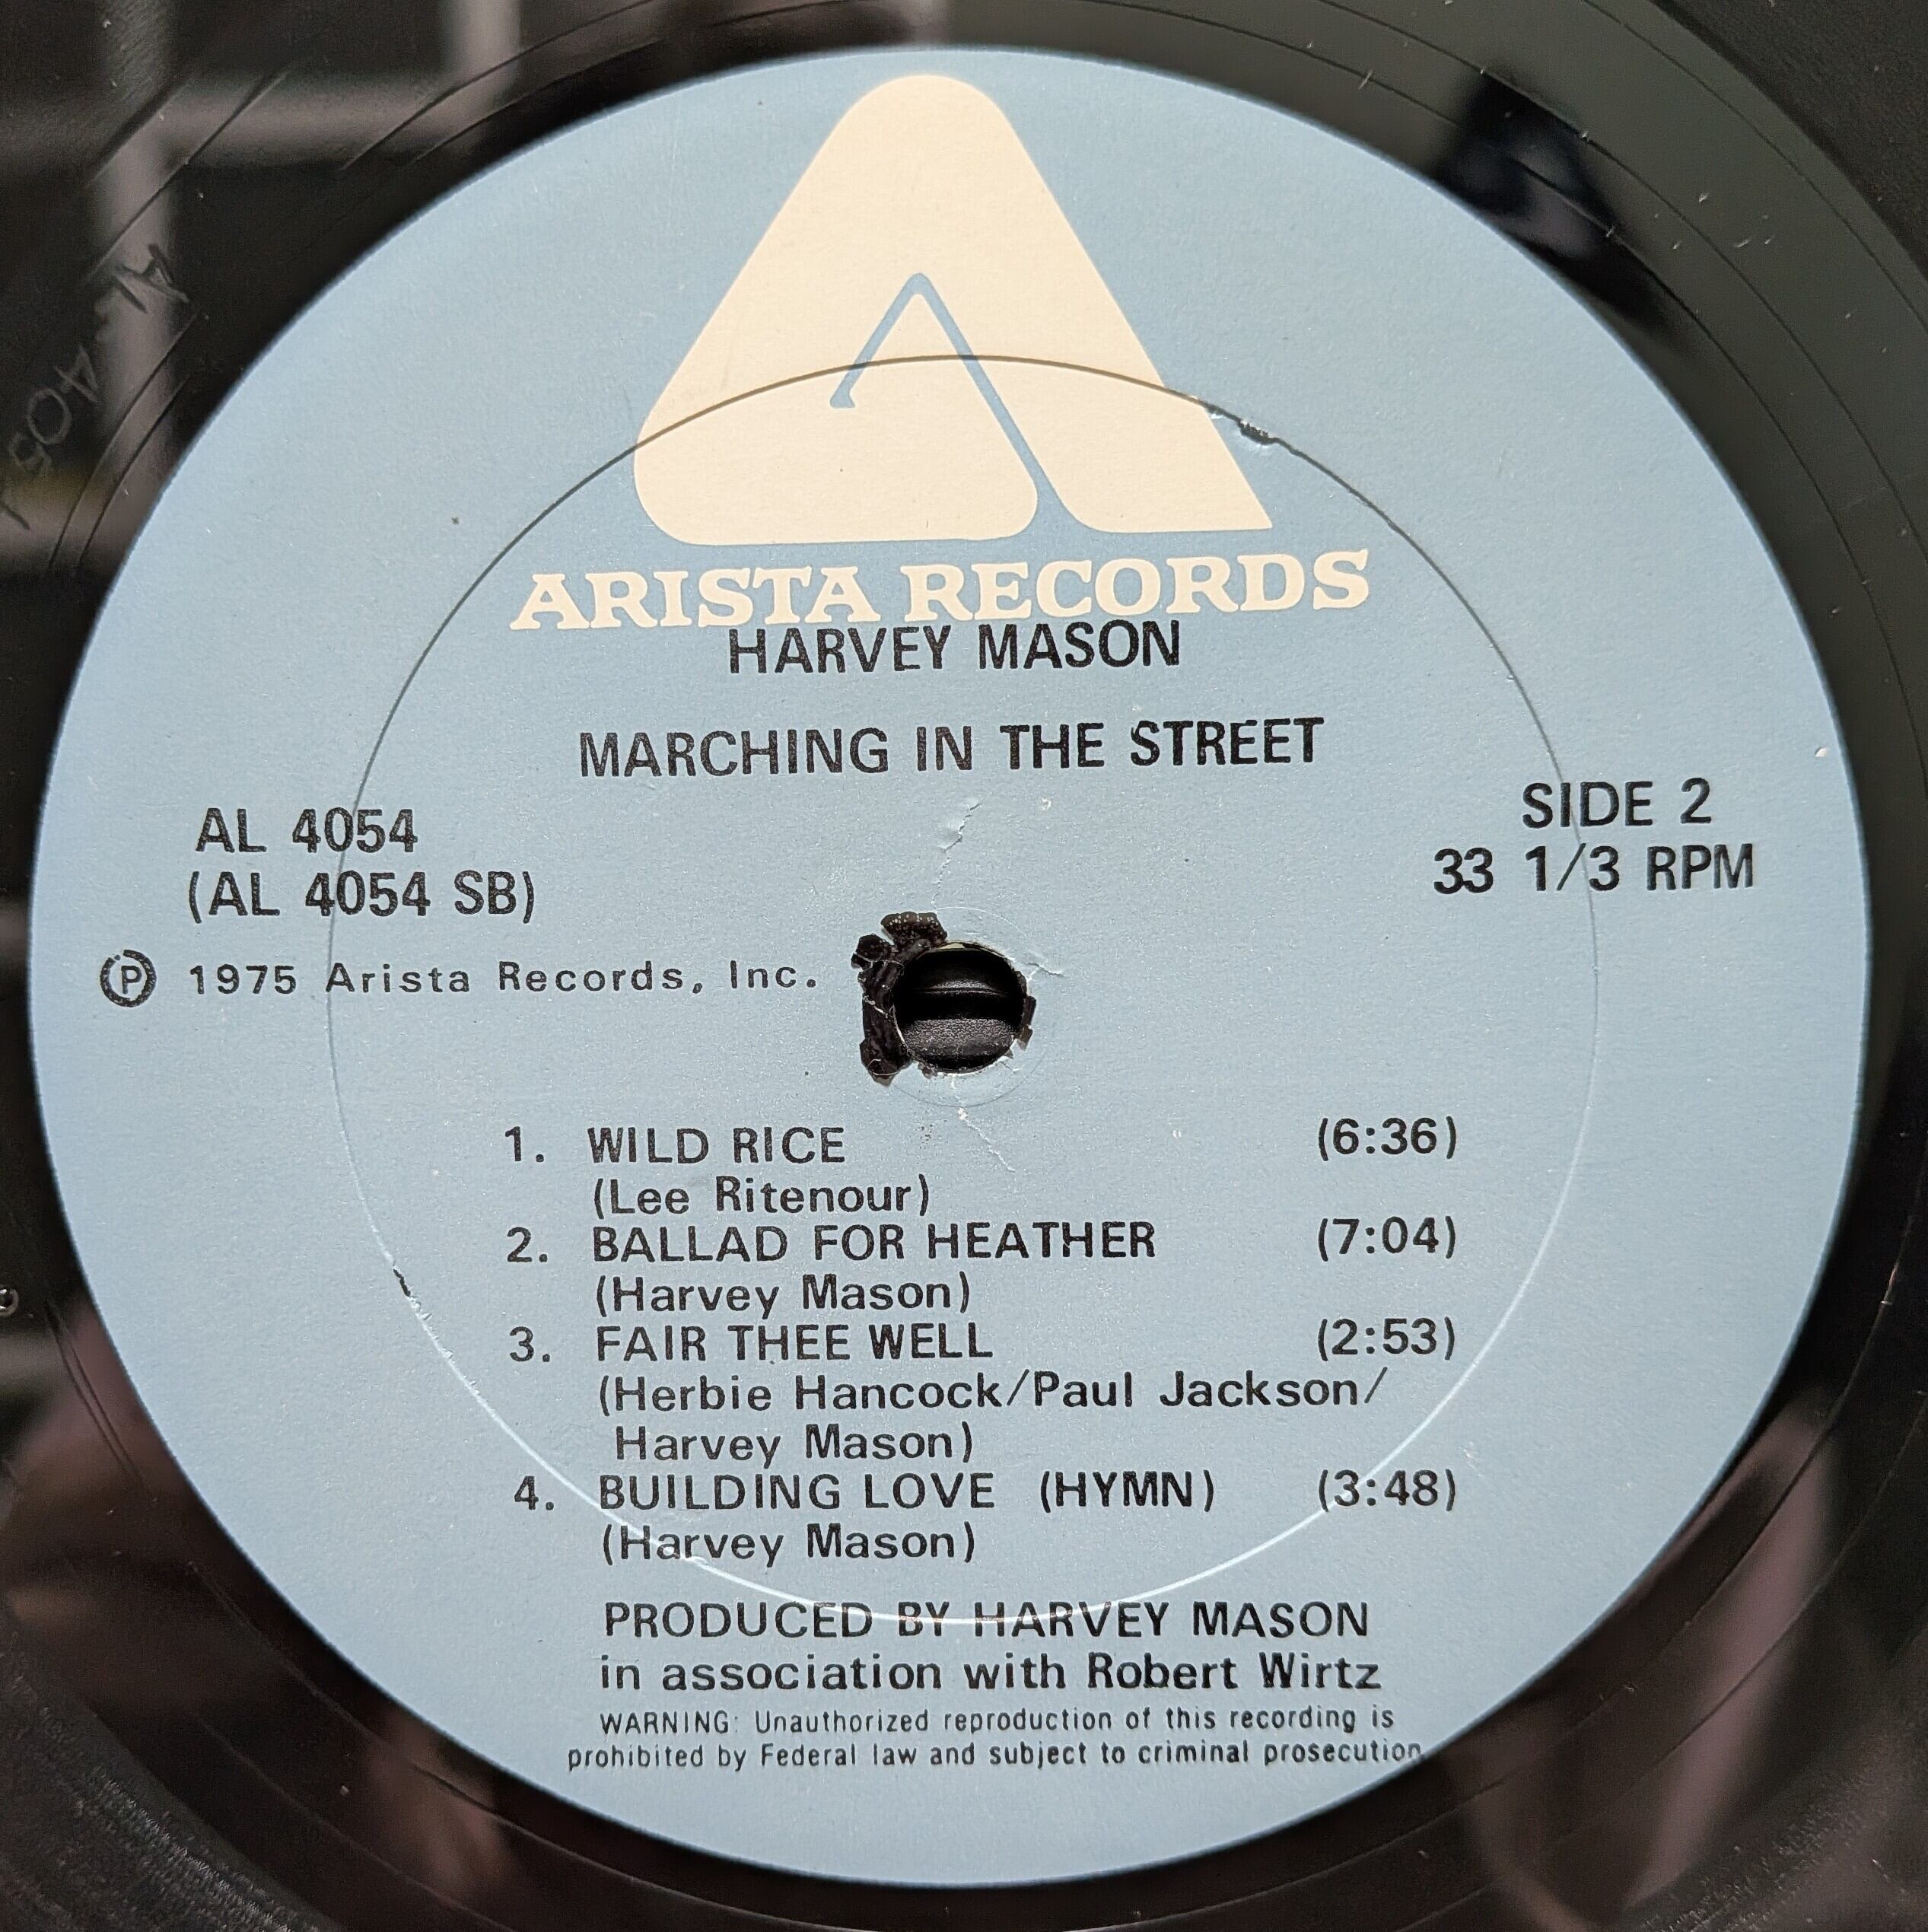 ARISTA RECORDS
HARVEY MASON
MARCHING IN THE STREET
AL 4054
(AL 4054 SB)
SIDE 2
33 1/3 RPM
Ⓟ 1975 Arista Records, Inc.
1. WILD RICE (6:36)
(Lee Ritenour)
2. BALLAD FOR HEATHER (7:04)
(Harvey Mason)
3. FAIR THEE WELL (2:53)
(Herbie Hancock/Paul Jackson/
Harvey Mason)
4. BUILDING LOVE (HYMN) (3:48)
(Harvey Mason)
PRODUCED BY HARVEY MASON
in association with Robert Wirtz
WARNING: Unauthorized reproduction of this recording is
prohibited by Federal law and subject to criminal prosecution